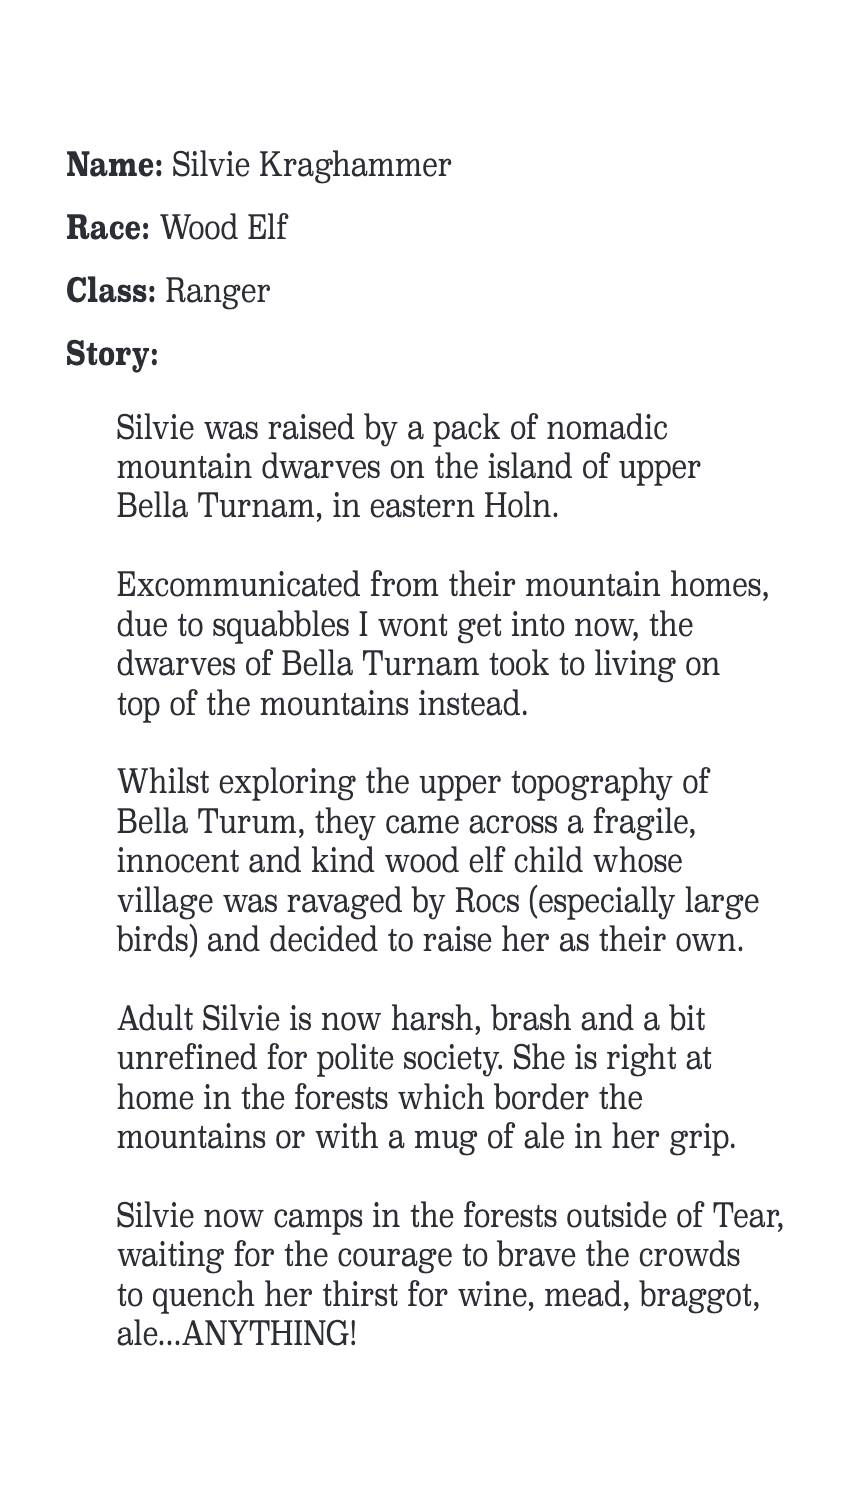 Name: Silvie Kraghammer
Race: Wood Elf
Class: Ranger
Story:
Silvie was raised by a pack of nomadic
mountain dwarves on the island of upper
Bella Turnam, in eastern Holn.
Excommunicated from their mountain homes,
due to squabbles I wont get into now, the
dwarves of Bella Turnam took to living on
top of the mountains instead.
Whilst exploring the upper topography of
Bella Turum, they came across a fragile,
innocent and kind wood elf child whose
village was ravaged by Rocs (especially large
birds) and decided to raise her as their own.
Adult Silvie is now harsh, brash and a bit
unrefined for polite society. She is right at
home in the forests which border the
mountains or with a mug of ale in her grip.
Silvie now camps in the forests outside of Tear,
waiting for the courage to brave the crowds
to quench her thirst for wine, mead, braggot,
ale...ANYTHING!